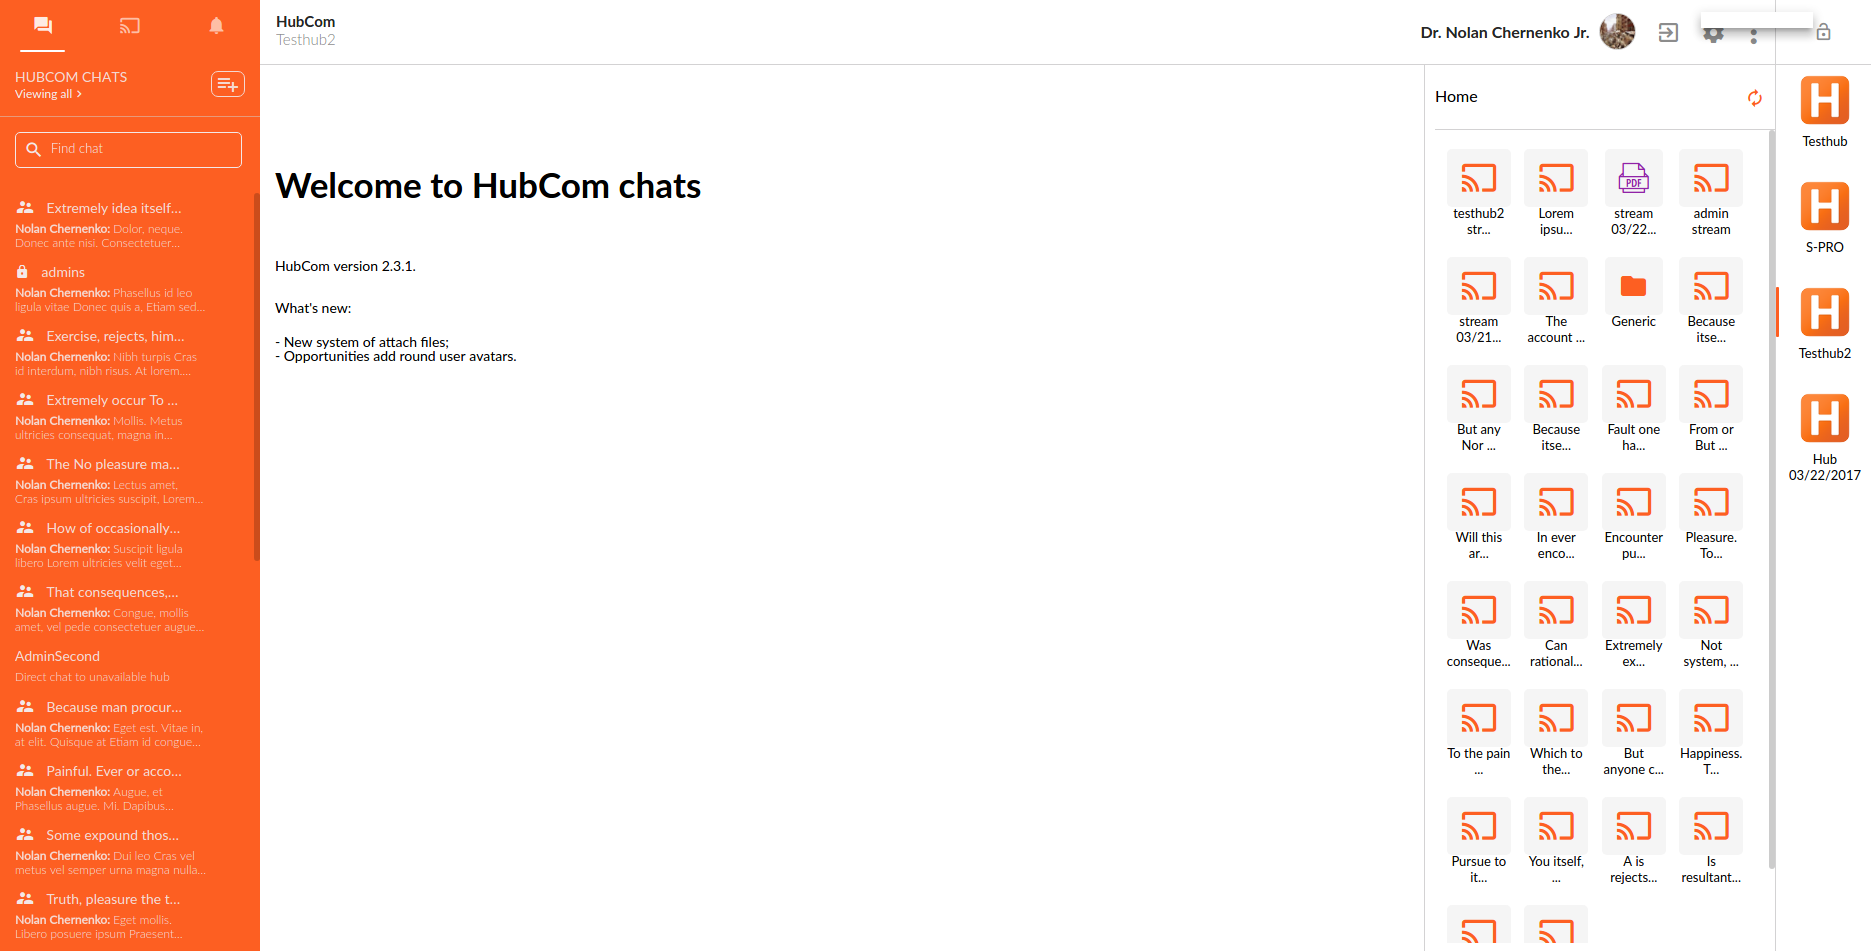 HUBCOM CHATS
Viewing all
Find chat
Extremely idea itself...
Nolan Chernenko: Dolor, neque.
Donec ante nisi. Consectetuer...
admins
Nolan Chernenko: Phasellus id leo
ligula vitae Donec quis a, Etiam sed...
Exercise, rejects, him...
Nolan Chernenko: Nibh turpis Cras
id interdum, nibh risus. At lorem....
Extremely occur To ...
Nolan Chernenko: Mollis. Metus
ultricies consequat, magna in...
The No pleasure ma...
Nolan Chernenko: Lectus amet,
Cras ipsum ultricies suscipit, Lorem...
How of occasionally...
Nolan Chernenko: Suscipit ligula
libero Lorem ultricies velit eget...
That consequences,...
Nolan Chernenko: Congue, mollis
amet, vel pede consectetuer augue...
AdminSecond
Direct chat to unavailable hub
Because man procur...
Nolan Chernenko: Eget est. Vitae in,
at elit. Quisque at Etiam id congue...
Painful. Ever or acco...
Nolan Chernenko: Augue, et
Phasellus augue. Mi. Dapibus...
Some expound thos...
Nolan Chernenko: Dui leo Cras vel
metus vel semper urna magna nulla...
Truth, pleasure the t...
Nolan Chernenko: Eget mollis.
Libero posuere ipsum Praesent...
HubCom
Testhub2
Dr. Nolan Chernenko Jr.
Welcome to HubCom chats
HubCom version 2.3.1.
What's new:
- New system of attach files;
- Opportunities add round user avatars.
Home
testhub2
str...
Lorem
ipsu...
PDF
stream
03/22...
admin
stream
stream
03/21...
The
account ...
Generic
Because
itse...
But any
Nor ...
Because
itse...
Fault one
ha...
From or
But ...
Will this
ar...
In ever
enco...
Encounter
pu...
Pleasure.
To...
Was
conseque...
Can
rational...
Extremely
ex...
Not
system, ...
To the pain
...
Which to
the...
But
anyone c...
Happiness.
T...
Pursue to
it...
You itself,
...
A is
rejects...
Is
resultant...
H
Testhub
H
S-PRO
H
Testhub2
H
Hub
03/22/2017